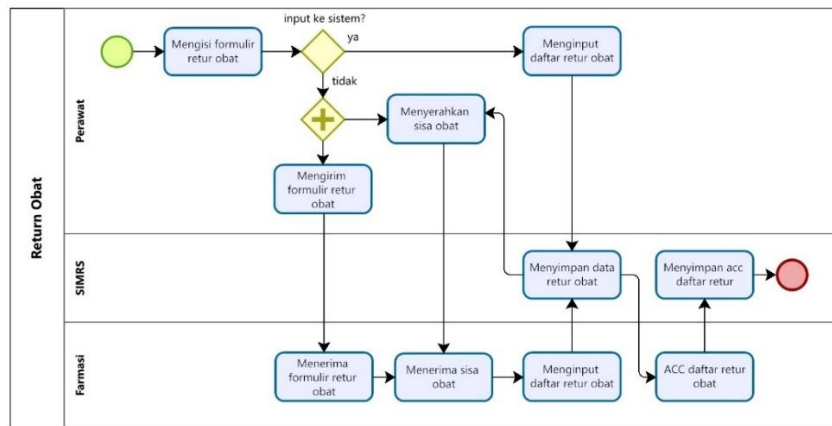 Return Obat
Perawat
input ke sistem?
ya
tidak
Mengisi formulir
retur obat
Menginput
daftar retur obat
Menyerahkan
sisa obat
Mengirim
formulir retur
obat
SIMRS
Menyimpan data
retur obat
Menyimpan acc
daftar retur
Farmasi
Menerima
formulir retur
obat
Menerima sisa
obat
Menginput
daftar retur obat
ACC daftar retur
obat